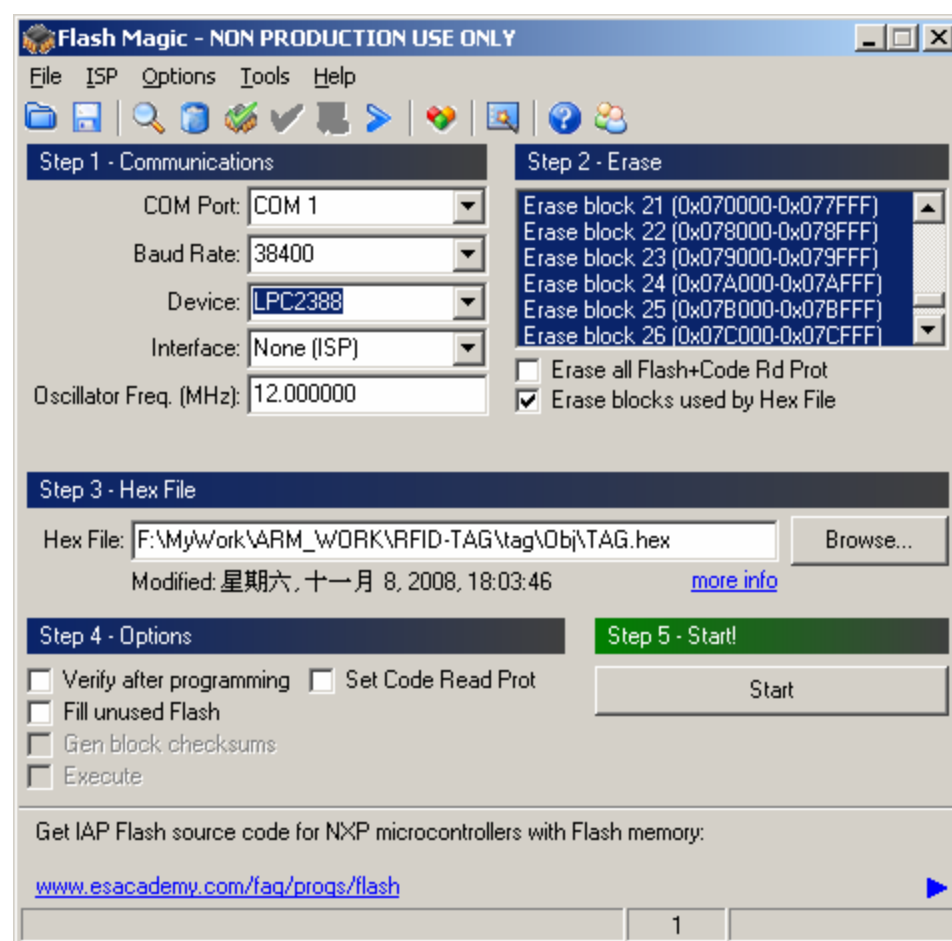 Flash Magic - NON PRODUCTION USE ONLY
File ISP Options Tools Help
Step 1 - Communications
COM Port: COM 1
Baud Rate: 38400
Device: LPC2388
Interface: None (ISP)
Oscillator Freq. (MHz): 12.000000
Step 2 - Erase
Erase block 21 (0x070000-0x077FFF)
Erase block 22 (0x078000-0x078FFF)
Erase block 23 (0x079000-0x079FFF)
Erase block 24 (0x07A000-0x07AFFF)
Erase block 25 (0x07B000-0x07BFFF)
Erase block 26 (0x07C000-0x07CFFF)
Erase all Flash+Code Rd Prot
Erase blocks used by Hex File
Step 3 - Hex File
Hex File: F:\MyWork\ARM_WORK\RFID-TAG\tag\Obj\TAG.hex Browse...
Modified: 星期六, 十一月 8, 2008, 18:03:46 more info
Step 4 - Options
Verify after programming Set Code Read Prot
Fill unused Flash
Gen block checksums
Execute
Step 5 - Start!
Start
Get IAP Flash source code for NXP microcontrollers with Flash memory:
www.esacademy.com/faq/progs/flash
1